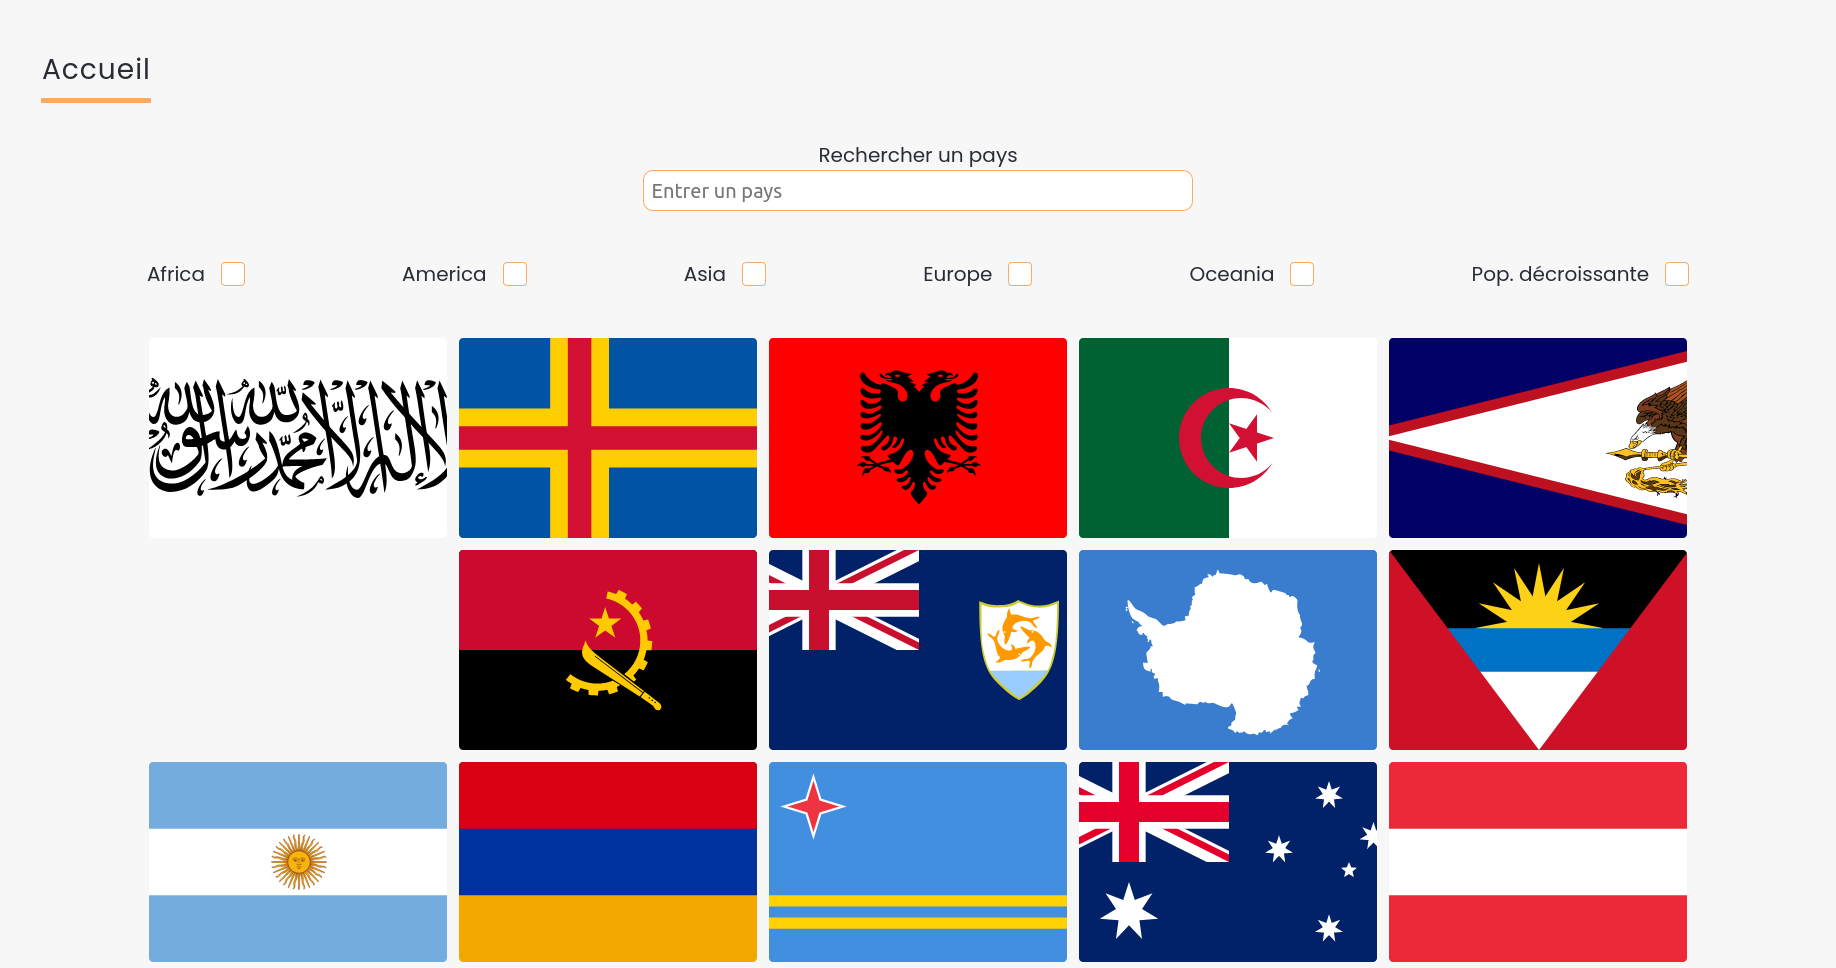 Accueil
Rechercher un pays
Entrer un pays
Africa America Asia Europe Oceania Pop. décroissante
لا إله إلا الله محمد رسول الله